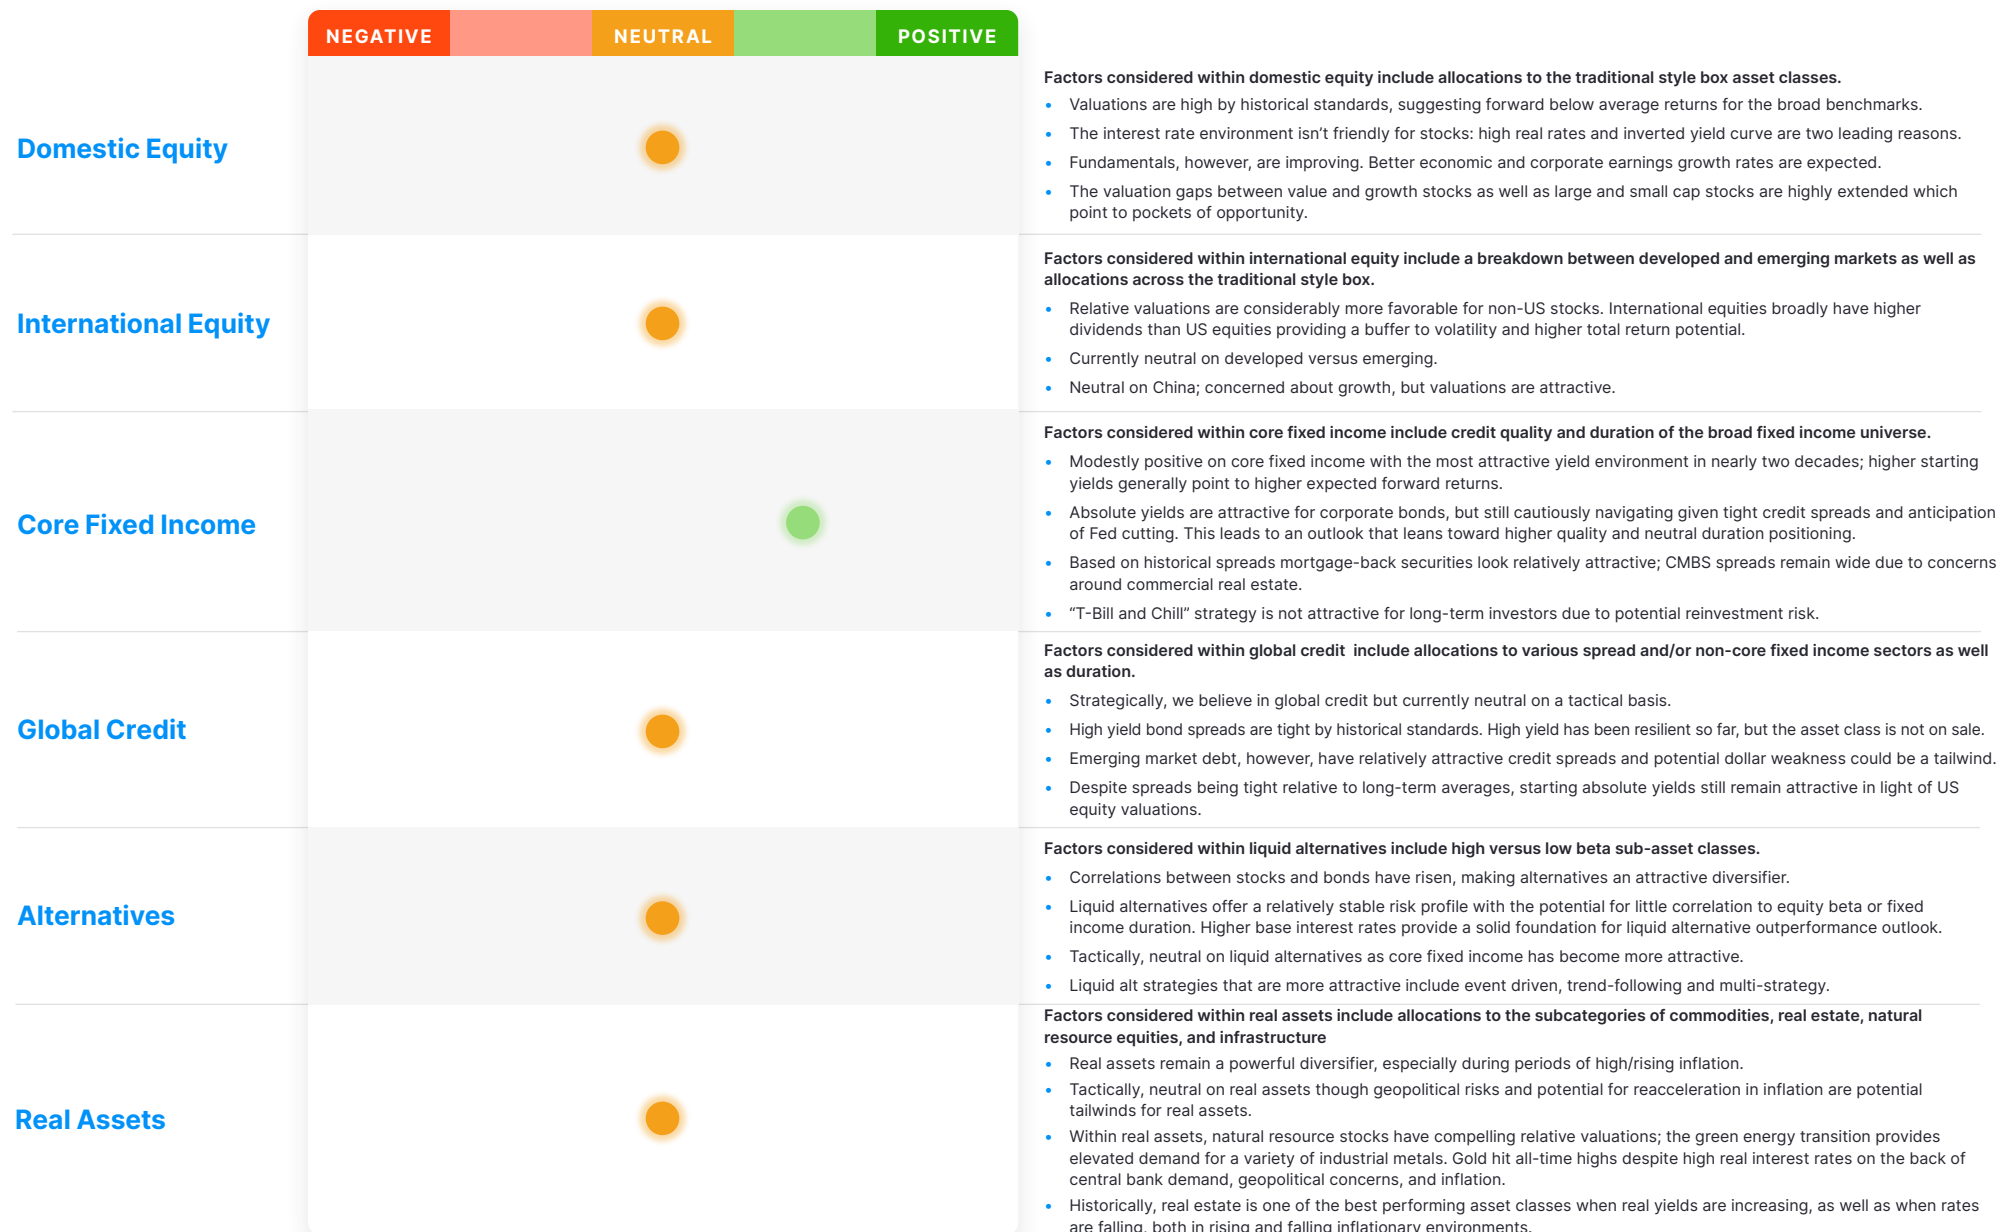 NEGATIVE NEUTRAL POSITIVE
Domestic Equity
Factors considered within domestic equity include allocations to the traditional style box asset classes.
• Valuations are high by historical standards, suggesting forward below average returns for the broad benchmarks.
• The interest rate environment isn’t friendly for stocks: high real rates and inverted yield curve are two leading reasons.
• Fundamentals, however, are improving. Better economic and corporate earnings growth rates are expected.
• The valuation gaps between value and growth stocks as well as large and small cap stocks are highly extended which
point to pockets of opportunity.
International Equity
Factors considered within international equity include a breakdown between developed and emerging markets as well as
allocations across the traditional style box.
• Relative valuations are considerably more favorable for non-US stocks. International equities broadly have higher
dividends than US equities providing a buffer to volatility and higher total return potential.
• Currently neutral on developed versus emerging.
• Neutral on China; concerned about growth, but valuations are attractive.
Core Fixed Income
Factors considered within core fixed income include credit quality and duration of the broad fixed income universe.
• Modestly positive on core fixed income with the most attractive yield environment in nearly two decades; higher starting
yields generally point to higher expected forward returns.
• Absolute yields are attractive for corporate bonds, but still cautiously navigating given tight credit spreads and anticipation
of Fed cutting. This leads to an outlook that leans toward higher quality and neutral duration positioning.
• Based on historical spreads mortgage-back securities look relatively attractive; CMBS spreads remain wide due to concerns
around commercial real estate.
• “T-Bill and Chill” strategy is not attractive for long-term investors due to potential reinvestment risk.
Global Credit
Factors considered within global credit  include allocations to various spread and/or non-core fixed income sectors as well
as duration.
• Strategically, we believe in global credit but currently neutral on a tactical basis.
• High yield bond spreads are tight by historical standards. High yield has been resilient so far, but the asset class is not on sale.
• Emerging market debt, however, have relatively attractive credit spreads and potential dollar weakness could be a tailwind.
• Despite spreads being tight relative to long-term averages, starting absolute yields still remain attractive in light of US
equity valuations.
Alternatives
Factors considered within liquid alternatives include high versus low beta sub-asset classes.
• Correlations between stocks and bonds have risen, making alternatives an attractive diversifier.
• Liquid alternatives offer a relatively stable risk profile with the potential for little correlation to equity beta or fixed
income duration. Higher base interest rates provide a solid foundation for liquid alternative outperformance outlook.
• Tactically, neutral on liquid alternatives as core fixed income has become more attractive.
• Liquid alt strategies that are more attractive include event driven, trend-following and multi-strategy.
Real Assets
Factors considered within real assets include allocations to the subcategories of commodities, real estate, natural
resource equities, and infrastructure
• Real assets remain a powerful diversifier, especially during periods of high/rising inflation.
• Tactically, neutral on real assets though geopolitical risks and potential for reacceleration in inflation are potential
tailwinds for real assets.
• Within real assets, natural resource stocks have compelling relative valuations; the green energy transition provides
elevated demand for a variety of industrial metals. Gold hit all-time highs despite high real interest rates on the back of
central bank demand, geopolitical concerns, and inflation.
• Historically, real estate is one of the best performing asset classes when real yields are increasing, as well as when rates
are falling, both in rising and falling inflationary environments.